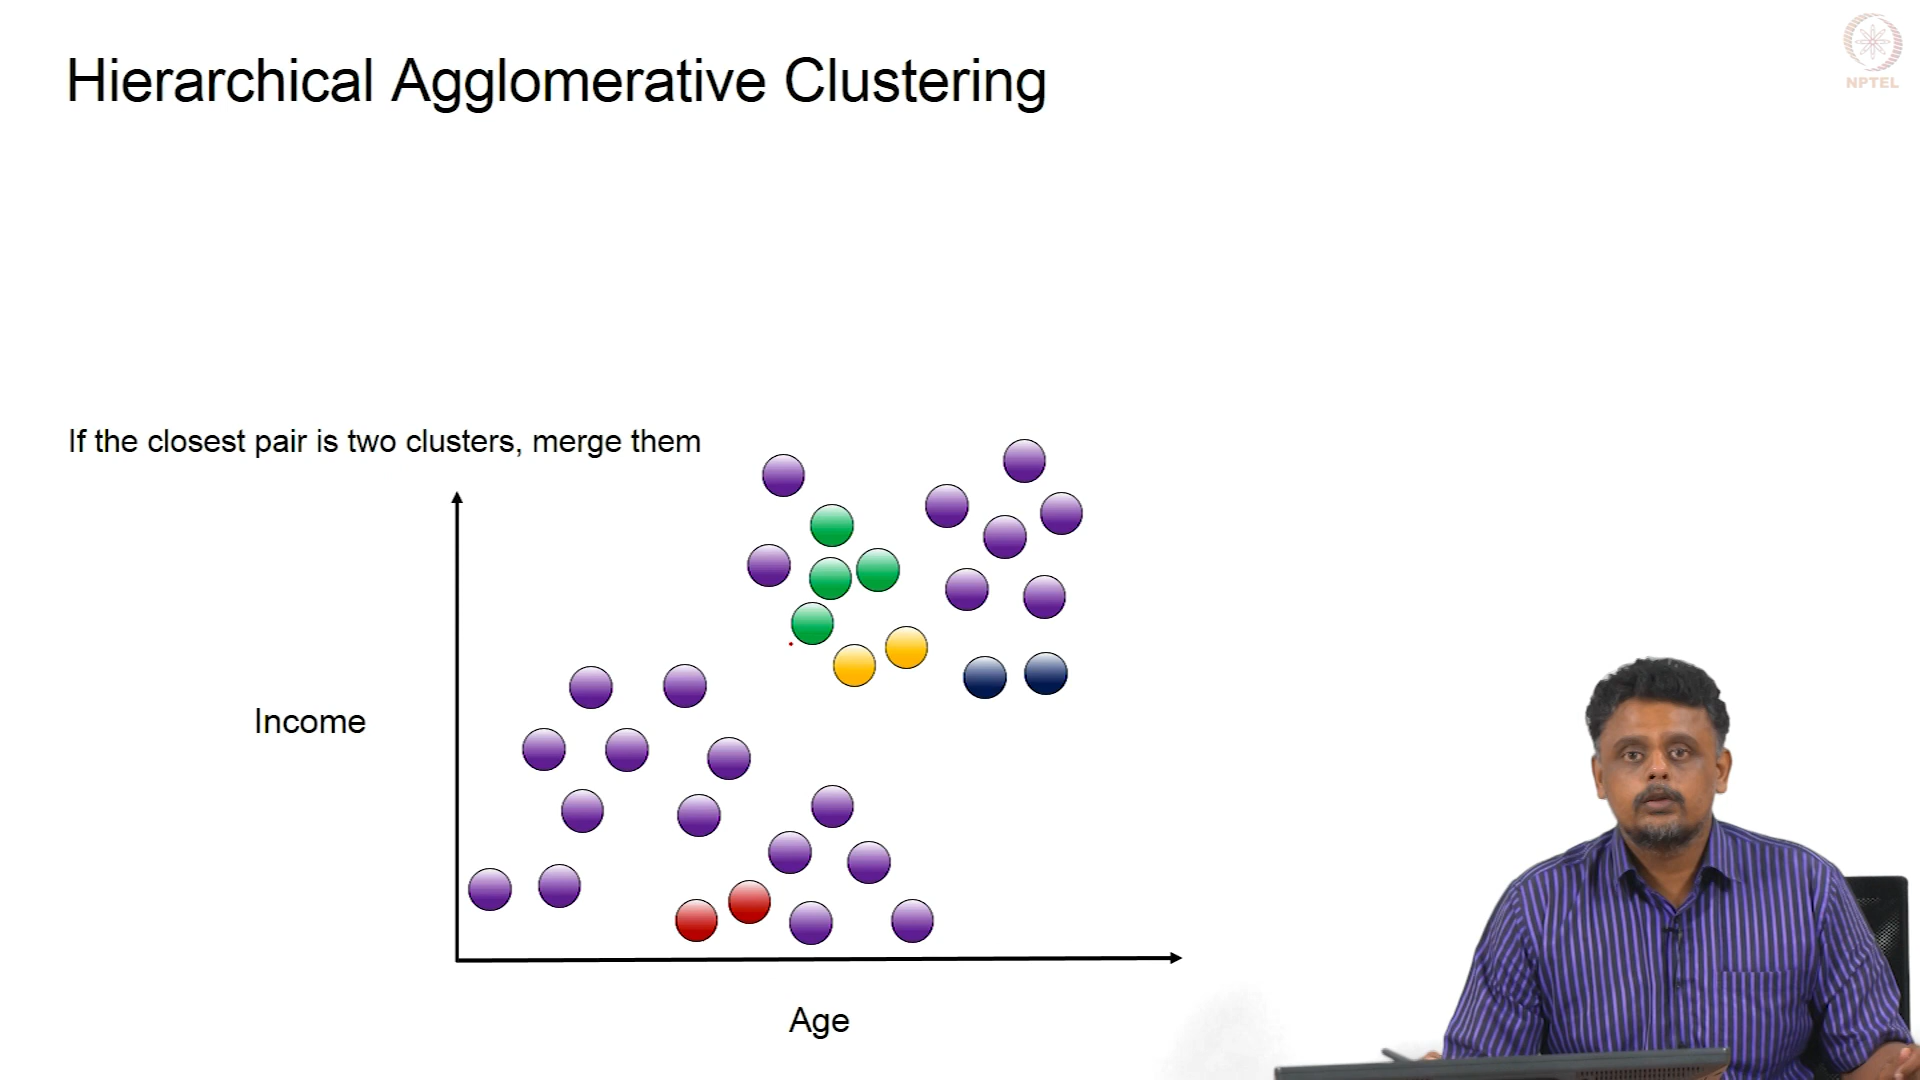 Hierarchical Agglomerative Clustering
NPTEL
If the closest pair is two clusters, merge them
Income
Age